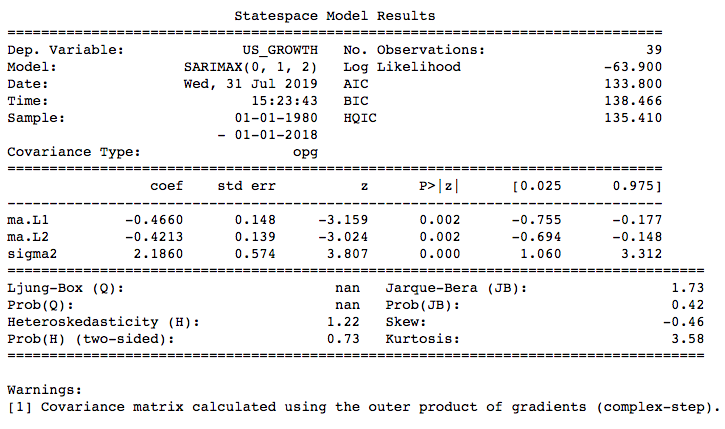 Statespace Model Results
==============================================================================
Dep. Variable: US_GROWTH No. Observations: 39
Model: SARIMAX(0, 1, 2) Log Likelihood -63.900
Date: Wed, 31 Jul 2019 AIC 133.800
Time: 15:23:43 BIC 138.466
Sample: 01-01-1980 HQIC 135.410
- 01-01-2018
Covariance Type: opg
==============================================================================
coef std err z P>|z| [0.025 0.975]
------------------------------------------------------------------------------
ma.L1 -0.4660 0.148 -3.159 0.002 -0.755 -0.177
ma.L2 -0.4213 0.139 -3.024 0.002 -0.694 -0.148
sigma2 2.1860 0.574 3.807 0.000 1.060 3.312
===================================================================================
Ljung-Box (Q): nan Jarque-Bera (JB): 1.73
Prob(Q): nan Prob(JB): 0.42
Heteroskedasticity (H): 1.22 Skew: -0.46
Prob(H) (two-sided): 0.73 Kurtosis: 3.58
===================================================================================
Warnings:
[1] Covariance matrix calculated using the outer product of gradients (complex-step).